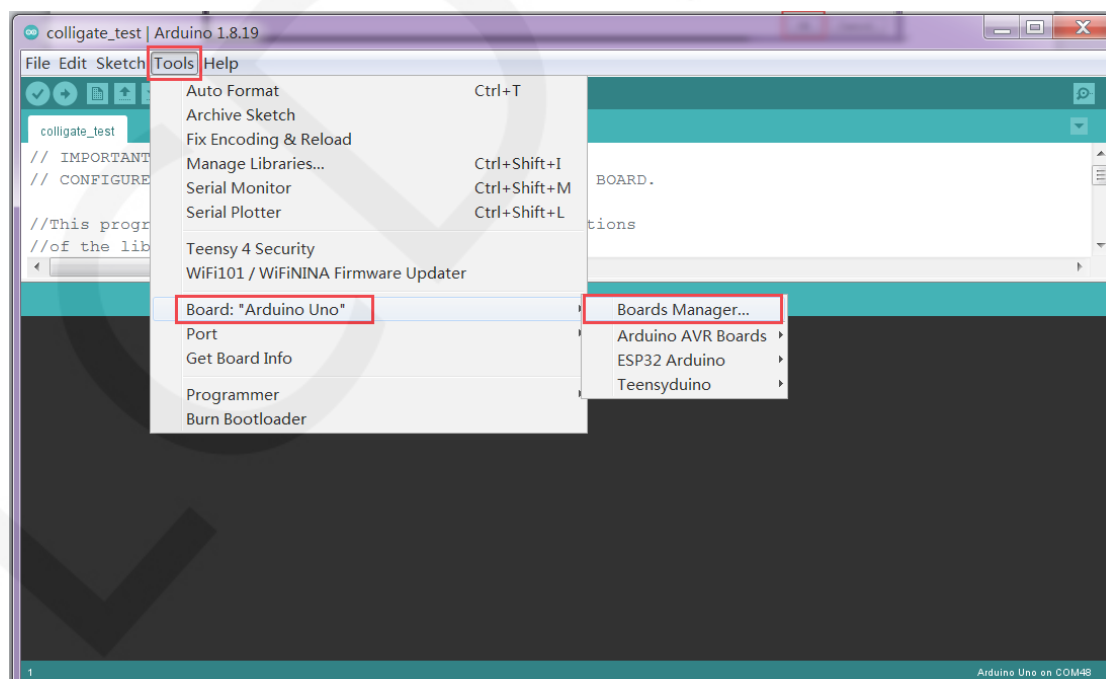 colligate_test | Arduino 1.8.19
File Edit Sketch Tools Help
colligate_test
// IMPORTANT
// CONFIGURE BOARD.
//This progr tions
//of the lib
Auto Format Ctrl+T
Archive Sketch
Fix Encoding & Reload
Manage Libraries... Ctrl+Shift+I
Serial Monitor Ctrl+Shift+M
Serial Plotter Ctrl+Shift+L
Teensy 4 Security
WiFi101 / WiFiNINA Firmware Updater
Board: "Arduino Uno"
Port
Get Board Info
Programmer
Burn Bootloader
Boards Manager...
Arduino AVR Boards
ESP32 Arduino
Teensyduino
1 Arduino Uno on COM48